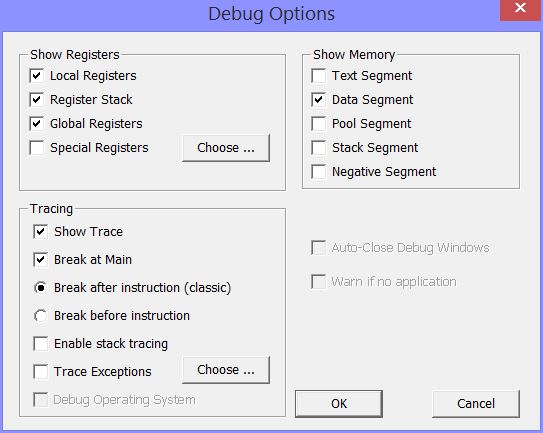 Debug Options
Show Registers
Local Registers
Register Stack
Global Registers
Special Registers
Choose ...
Show Memory
Text Segment
Data Segment
Pool Segment
Stack Segment
Negative Segment
Tracing
Show Trace
Break at Main
Break after instruction (classic)
Break before instruction
Enable stack tracing
Trace Exceptions
Choose ...
Debug Operating System
Auto-Close Debug Windows
Warn if no application
OK
Cancel